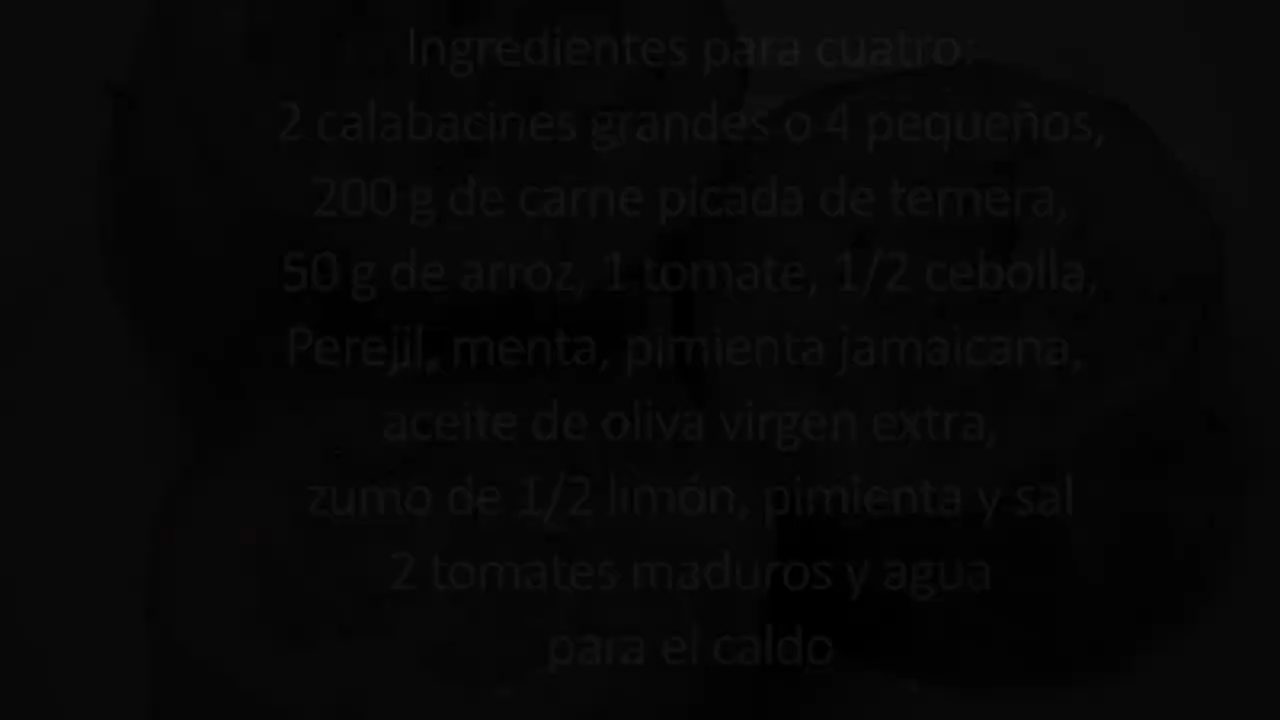 Ingredientes para cuatro:
2 calabacines grandes o 4 pequeños,
200 g de carne picada de ternera,
50 g de arroz, 1 tomate, 1/2 cebolla,
Perejil, menta, pimienta jamaicana,
aceite de oliva virgen extra,
zumo de 1/2 limón, pimienta y sal
2 tomates maduros y agua
para el caldo